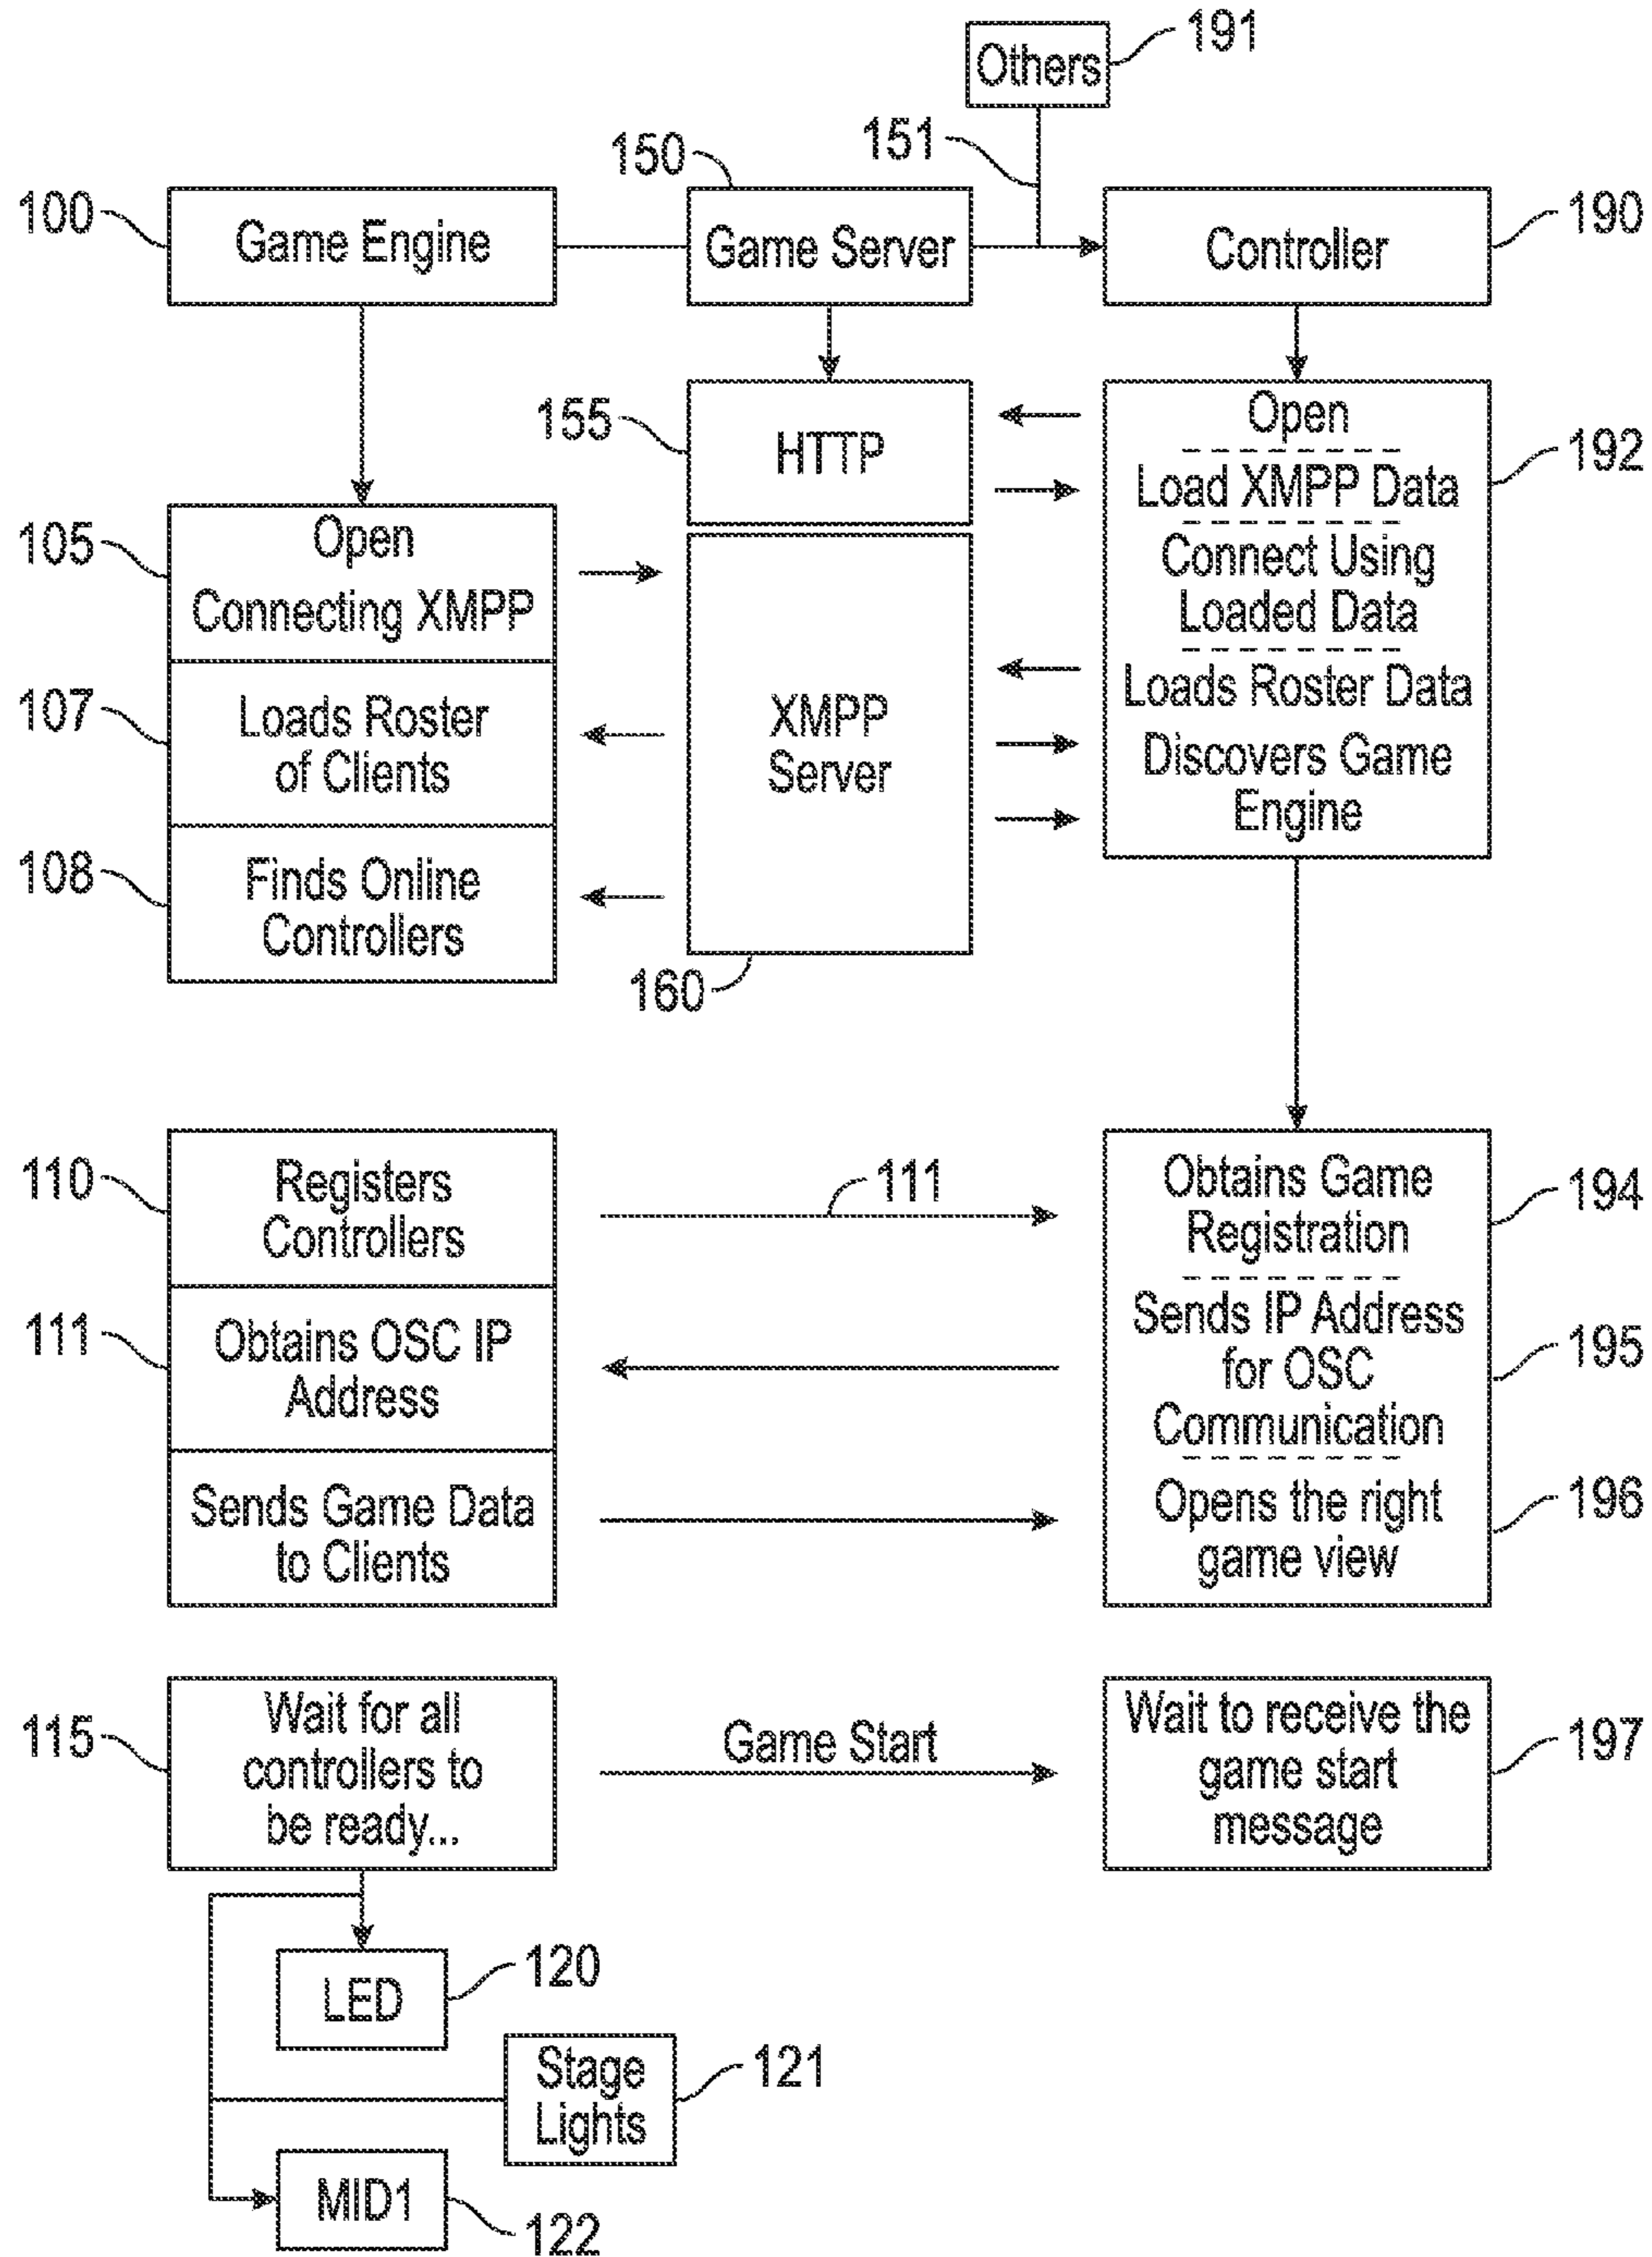 Others
191
151
150
100
Game Engine
Game Server
Controller
190
155
HTTP
Open
Load XMPP Data
Connect Using
Loaded Data
Loads Roster Data
Discovers Game
Engine
192
105
Open
Connecting XMPP
107
Loads Roster
of Clients
108
Finds Online
Controllers
XMPP
Server
160
110
Registers
Controllers
111
Obtains Game
Registration
194
111
Obtains OSC IP
Address
Sends IP Address
for OSC
Communication
195
Sends Game Data
to Clients
Opens the right
game view
196
115
Wait for all
controllers to
be ready...
Game Start
Wait to receive the
game start
message
197
LED
120
Stage
Lights
121
MID1
122